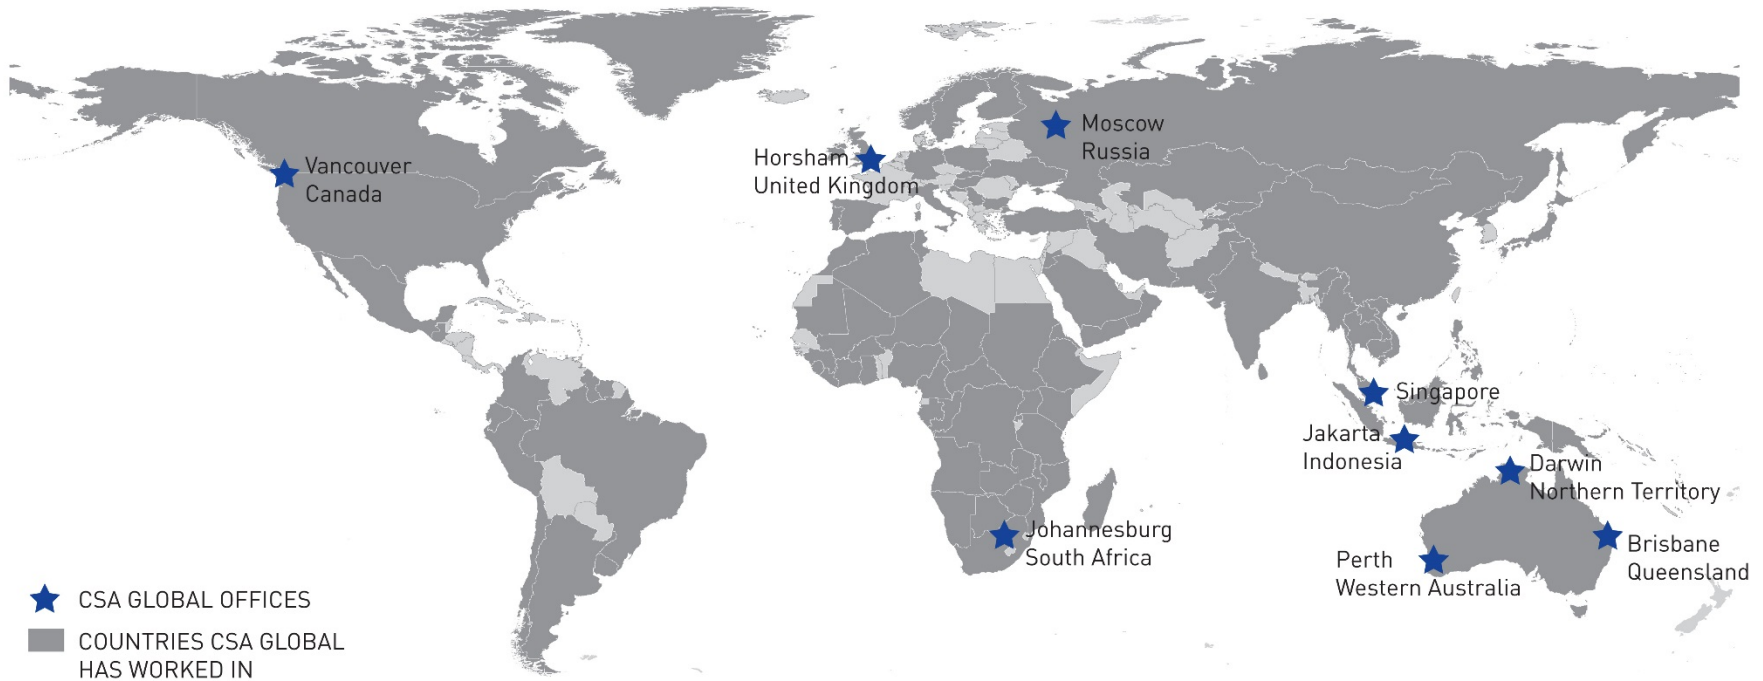 Moscow
Russia
Horsham
United Kingdom
Vancouver
Canada
Singapore
Jakarta
Indonesia
Darwin
Northern Territory
Johannesburg
South Africa
Brisbane
Queensland
Perth
Western Australia
CSA GLOBAL OFFICES
COUNTRIES CSA GLOBAL
HAS WORKED IN